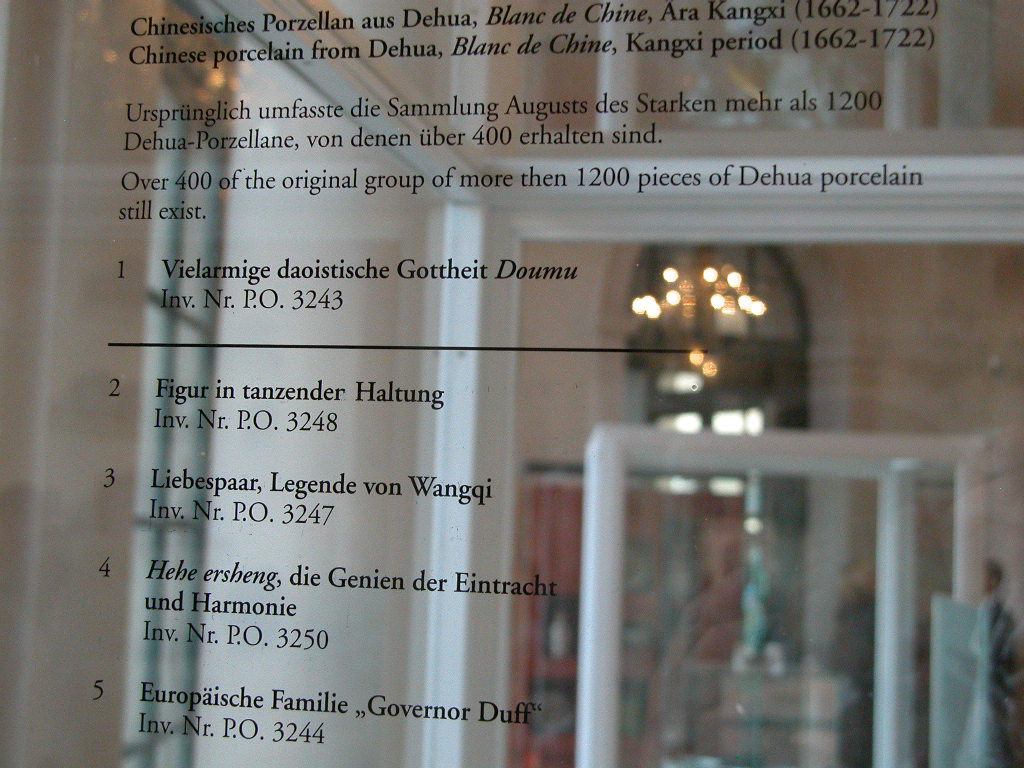 Chinesisches Porzellan aus Dehua, Blanc de Chine, Ära Kangxi (1662-1722)
Chinese porcelain from Dehua, Blanc de Chine, Kangxi period (1662-1722)
Ursprünglich umfasste die Sammlung Augusts des Starken mehr als 1200
Dehua-Porzellane, von denen über 400 erhalten sind.
Over 400 of the original group of more then 1200 pieces of Dehua porcelain
still exist.
1 Vielarmige daoistische Gottheit Doumu
Inv. Nr. P.O. 3243
2 Figur in tanzender Haltung
Inv. Nr. P.O. 3248
3 Liebespaar, Legende von Wangqi
Inv. Nr. P.O. 3247
4 Hehe ersheng, die Genien der Eintracht
und Harmonie
Inv. Nr. P.O. 3250
5 Europäische Familie „Governor Duff“
Inv. Nr. P.O. 3244